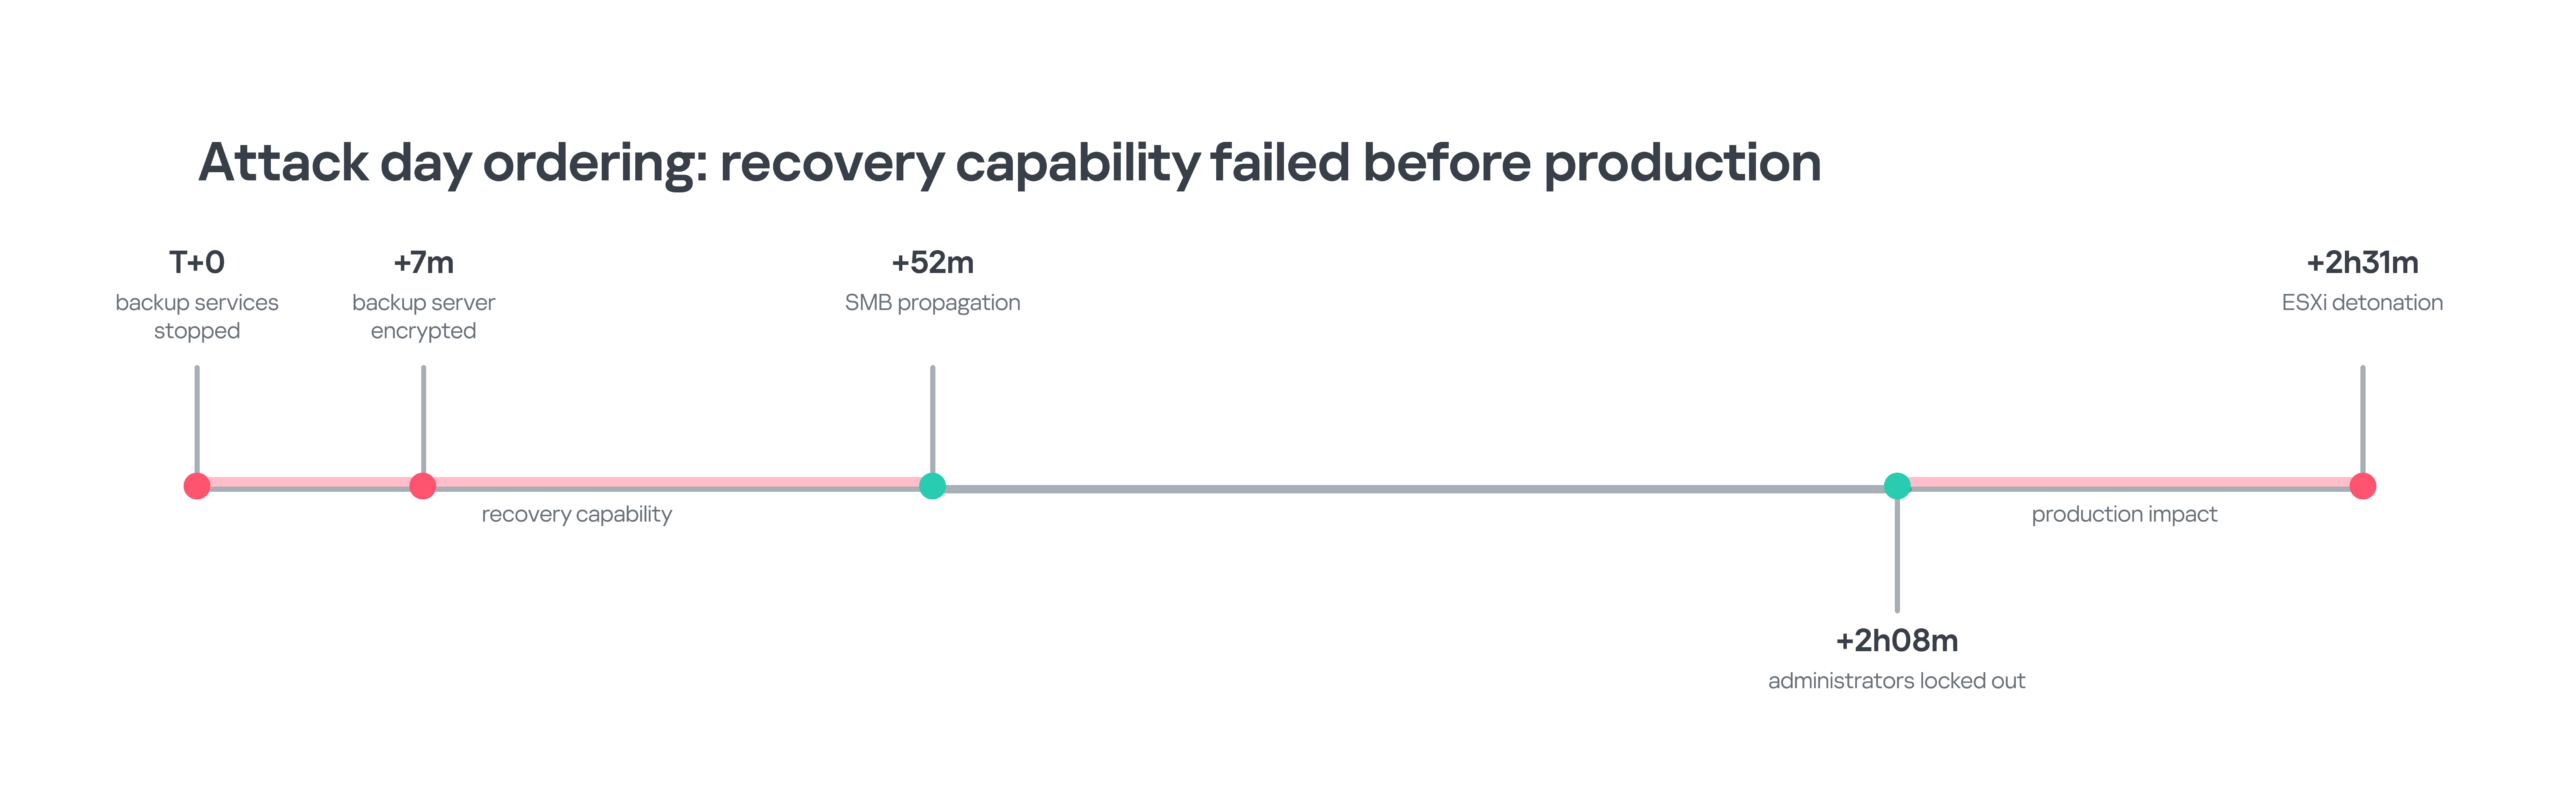 Attack day ordering: recovery capability failed before production
T+0
backup services
stopped
+7m
backup server
encrypted
+52m
SMB propagation
+2h31m
ESXi detonation
recovery capability
production impact
+2h08m
administrators locked out